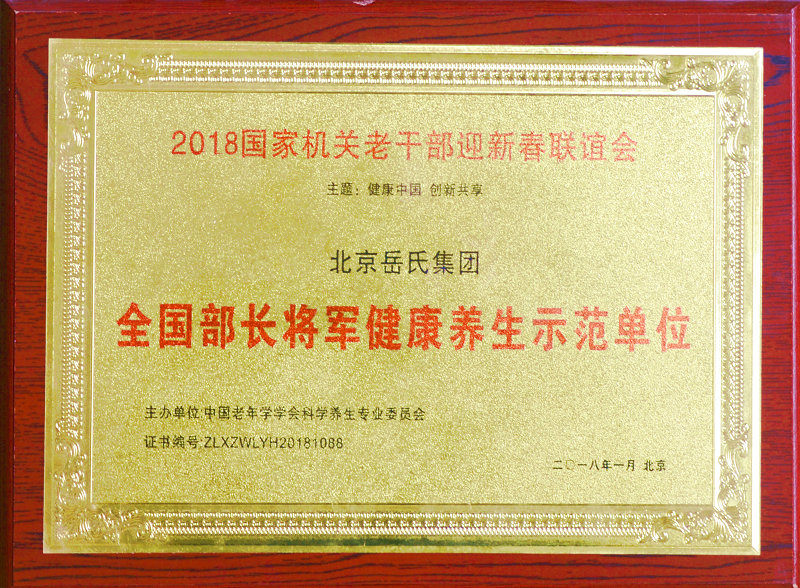 2018国家机关老干部迎新春联谊会
主题：健康中国 创新共享
北京岳氏集团
全国部长将军健康养生示范单位
主办单位:中国老年学学会科学养生专业委员会
证书编号:ZLXZWLYH20181088
二〇一八年一月 北京